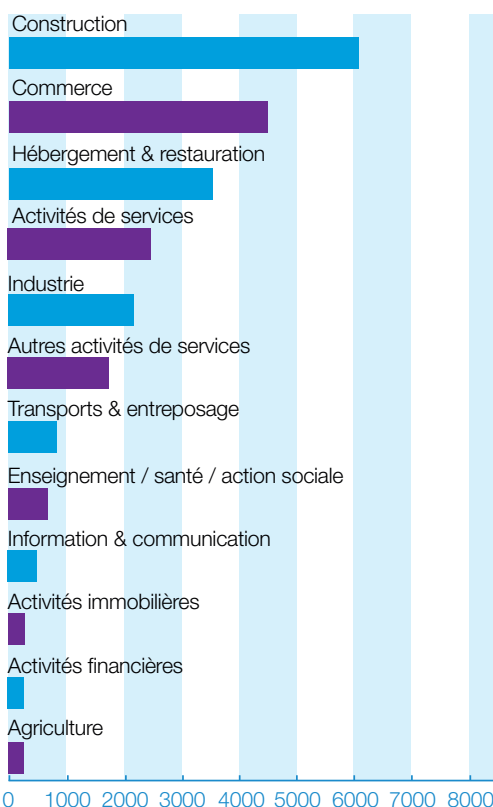 Construction
Commerce
Hébergement & restauration
Activités de services
Industrie
Autres activités de services
Transports & entreposage
Enseignement / santé / action sociale
Information & communication
Activités immobilières
Activités financières
Agriculture
0 1000 2000 3000 4000 5000 6000 7000 8000